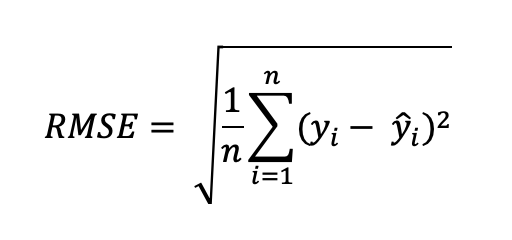 RMSE = √(1/n ∑_{i=1}^{n} (y_i − ŷ_i)²)